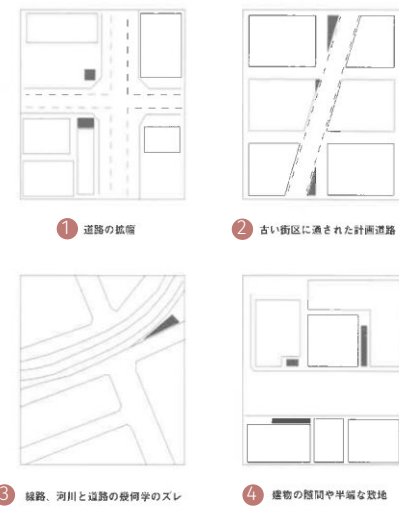 1 道路の拡幅
2 古い街区に通された計画道路
3 線路、河川と道路の幾何学のズレ
4 建物の隙間や半端な敷地